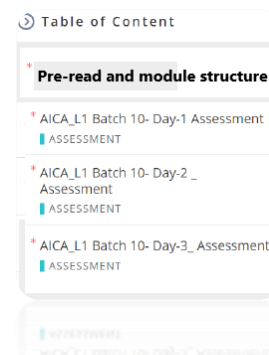 Table of Content
* Pre-read and module structure
* AICA_L1 Batch 10- Day-1 Assessment
ASSESSMENT
* AICA_L1 Batch 10- Day-2 _
Assessment
ASSESSMENT
* AICA_L1 Batch 10- Day-3_ Assessment
ASSESSMENT